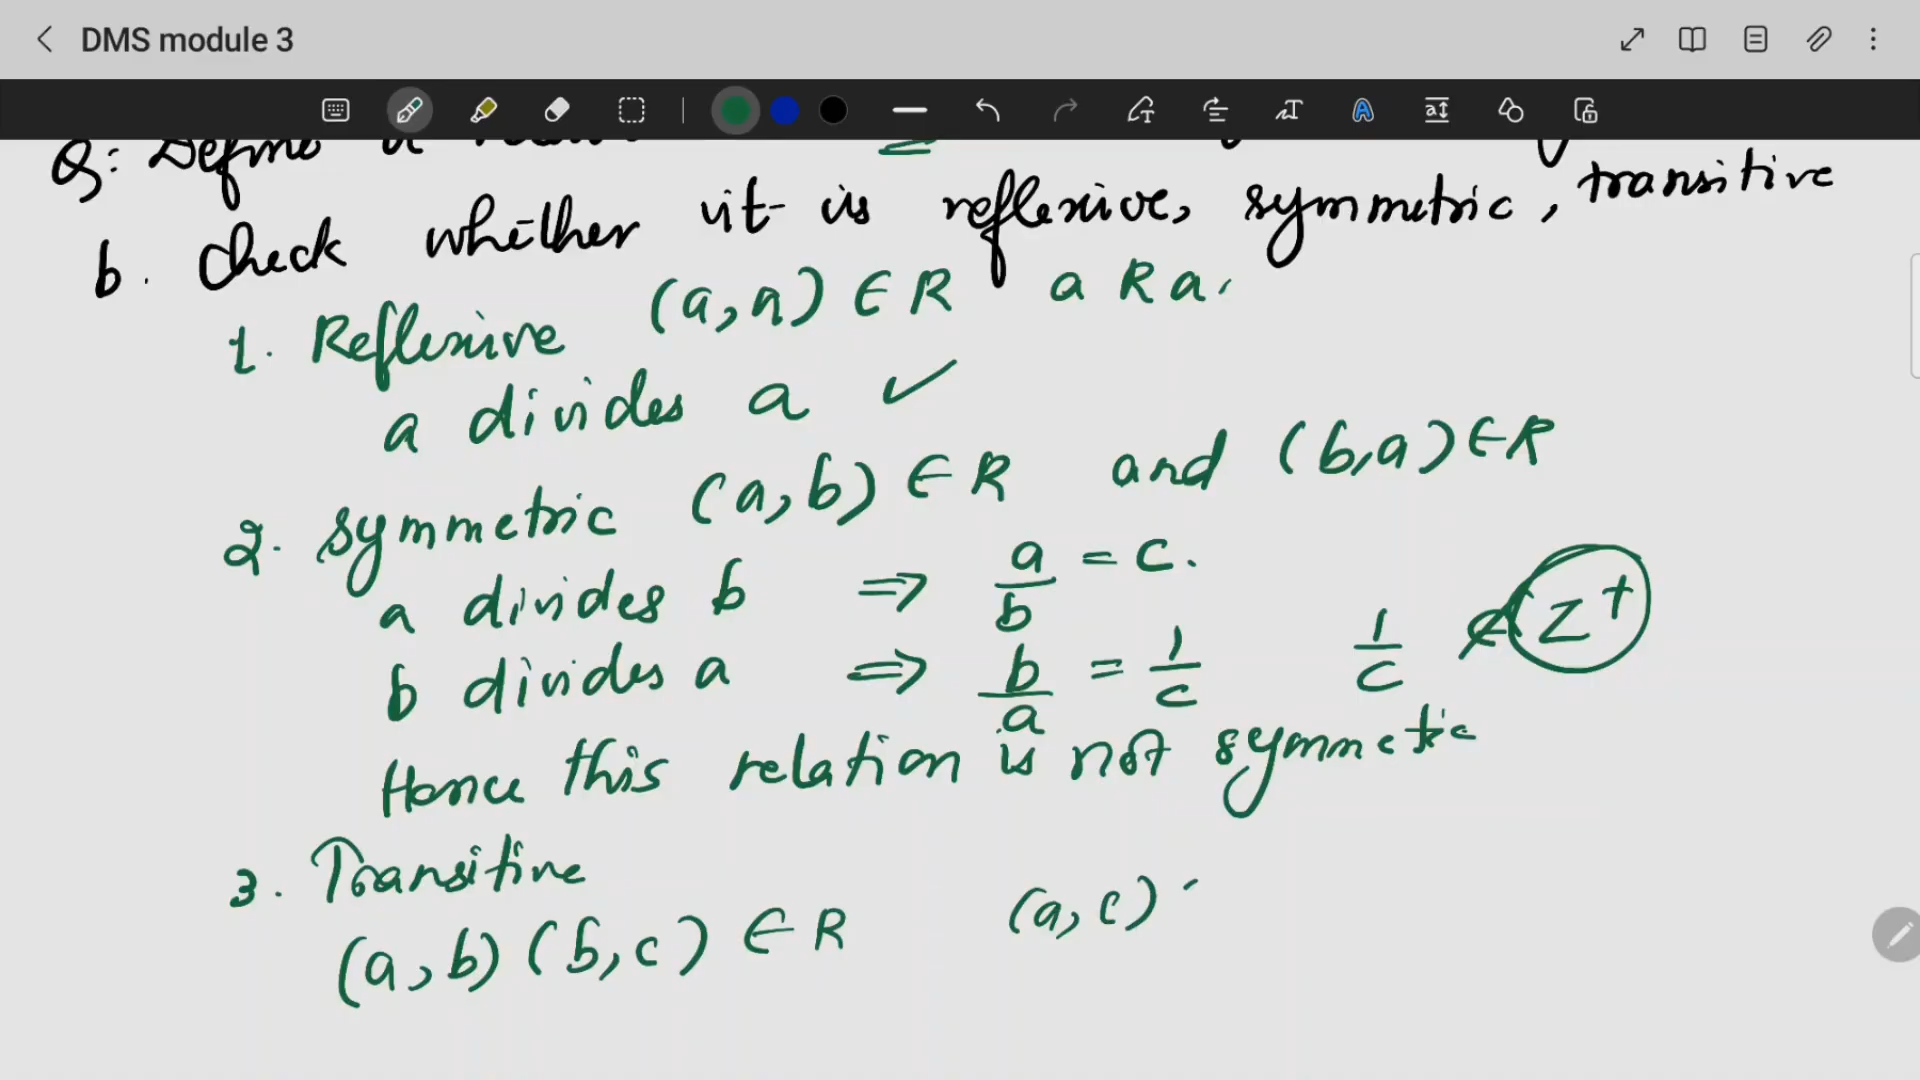 DMS module 3
Q: Define a
b. Check whether it is reflexive, symmetric, transitive
1. Reflexive (a,a) ∈ R a R a.
a divides a ✓
2. symmetric (a,b) ∈ R and (b,a) ∈ R
a divides b ⇒ a/b = c.
b divides a ⇒ b/a = 1/c 1/c ∉ Z+
Hence this relation is not symmetric
3. Transitive
(a,b) (b,c) ∈ R (a,c)